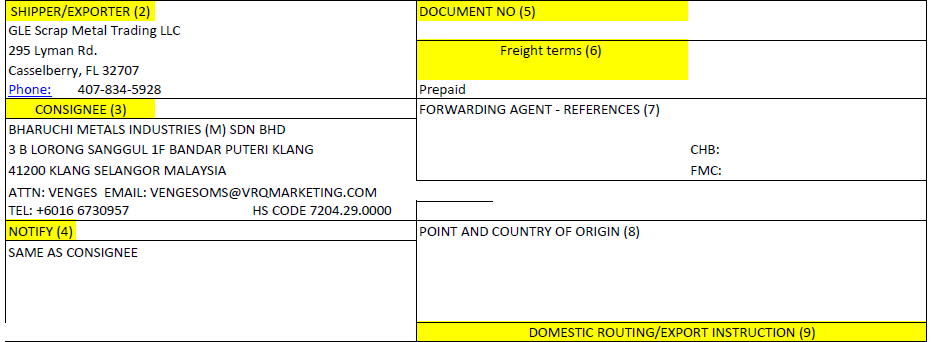 SHIPPER/EXPORTER (2)
GLE Scrap Metal Trading LLC
295 Lyman Rd.
Casselberry, FL 32707
Phone: 407-834-5928
CONSIGNEE (3)
BHARUCHI METALS INDUSTRIES (M) SDN BHD
3 B LORONG SANGGUL 1F BANDAR PUTERI KLANG
41200 KLANG SELANGOR MALAYSIA
ATTN: VENGES EMAIL: VENGESOMS@VRQMARKETING.COM
TEL: +6016 6730957 HS CODE 7204.29.0000
NOTIFY (4)
SAME AS CONSIGNEE
DOCUMENT NO (5)
Freight terms (6)
Prepaid
FORWARDING AGENT - REFERENCES (7)
CHB:
FMC:
POINT AND COUNTRY OF ORIGIN (8)
DOMESTIC ROUTING/EXPORT INSTRUCTION (9)